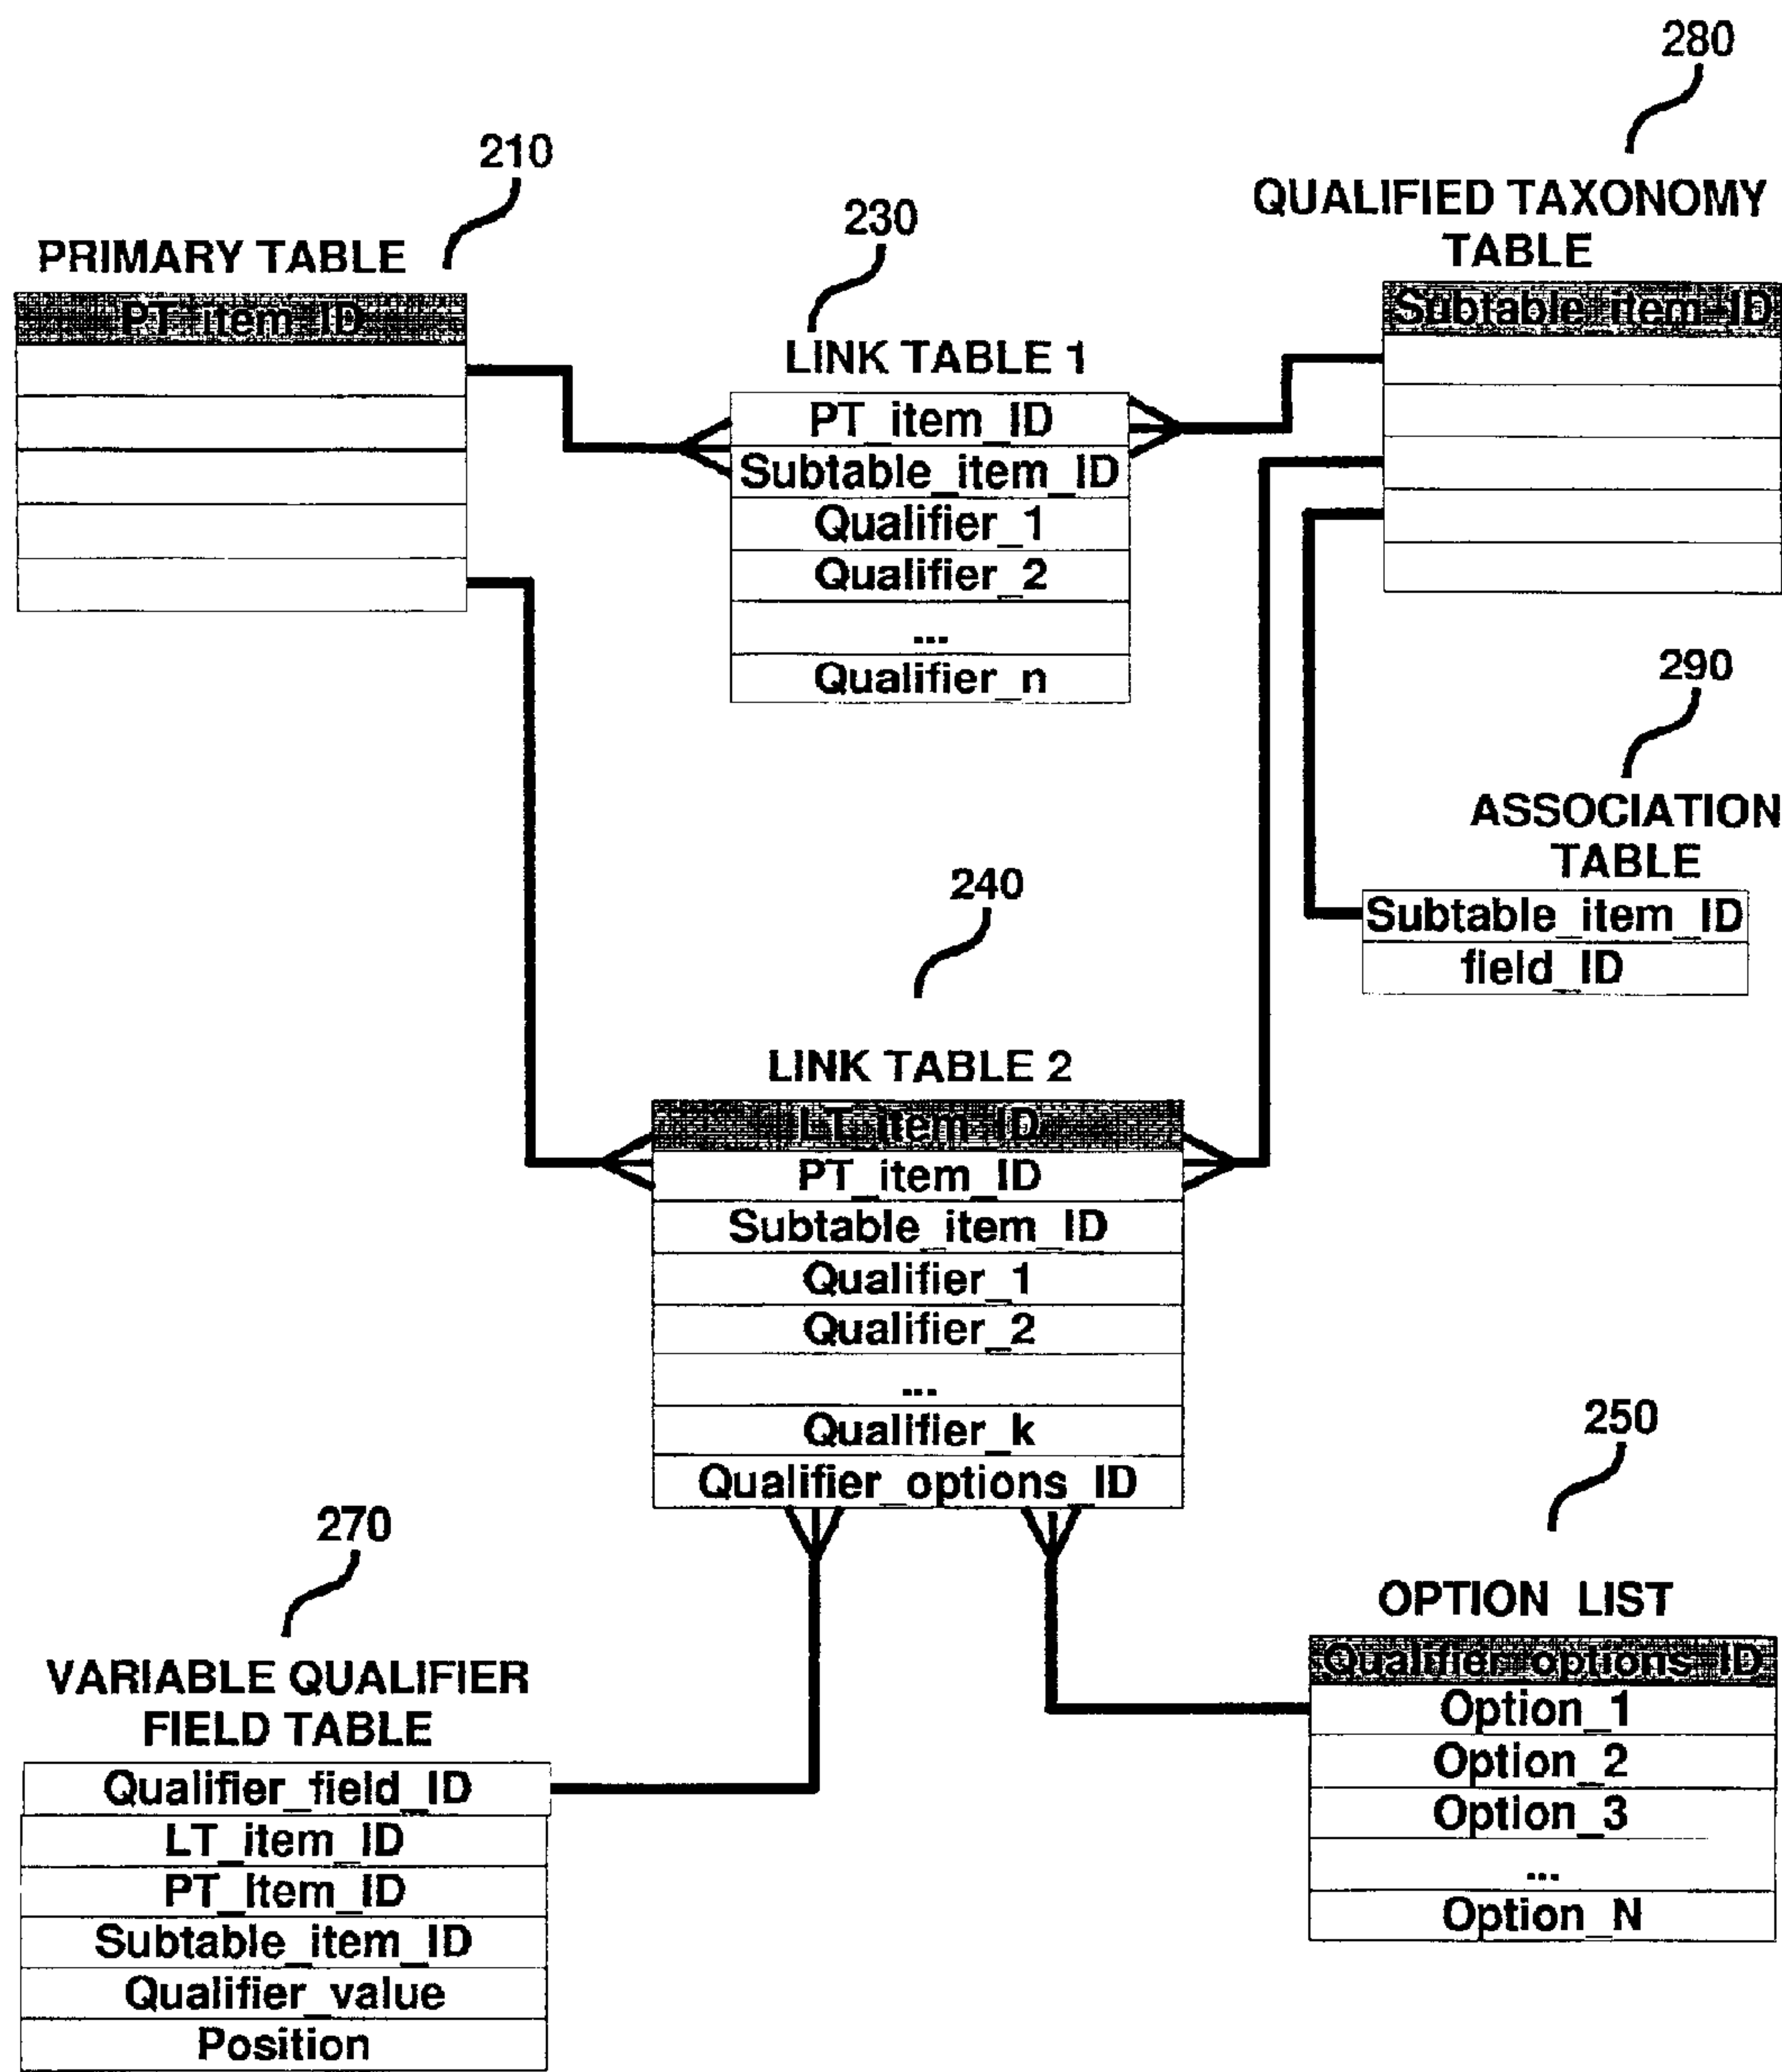 280
210
QUALIFIED TAXONOMY
TABLE
230
PRIMARY TABLE
PT_item_ID
Subtable_item_ID
LINK TABLE 1
PT_item_ID
Subtable_item_ID
Qualifier_1
Qualifier_2
...
Qualifier_n
290
ASSOCIATION
TABLE
Subtable_item_ID
field_ID
240
LINK TABLE 2
LT_item_ID
PT_item_ID
Subtable_item_ID
Qualifier_1
Qualifier_2
...
Qualifier_k
Qualifier_options_ID
250
270
OPTION LIST
Qualifier_options_ID
Option_1
Option_2
Option_3
...
Option_N
VARIABLE QUALIFIER
FIELD TABLE
Qualifier_field_ID
LT_item_ID
PT_Item_ID
Subtable_item_ID
Qualifier_value
Position